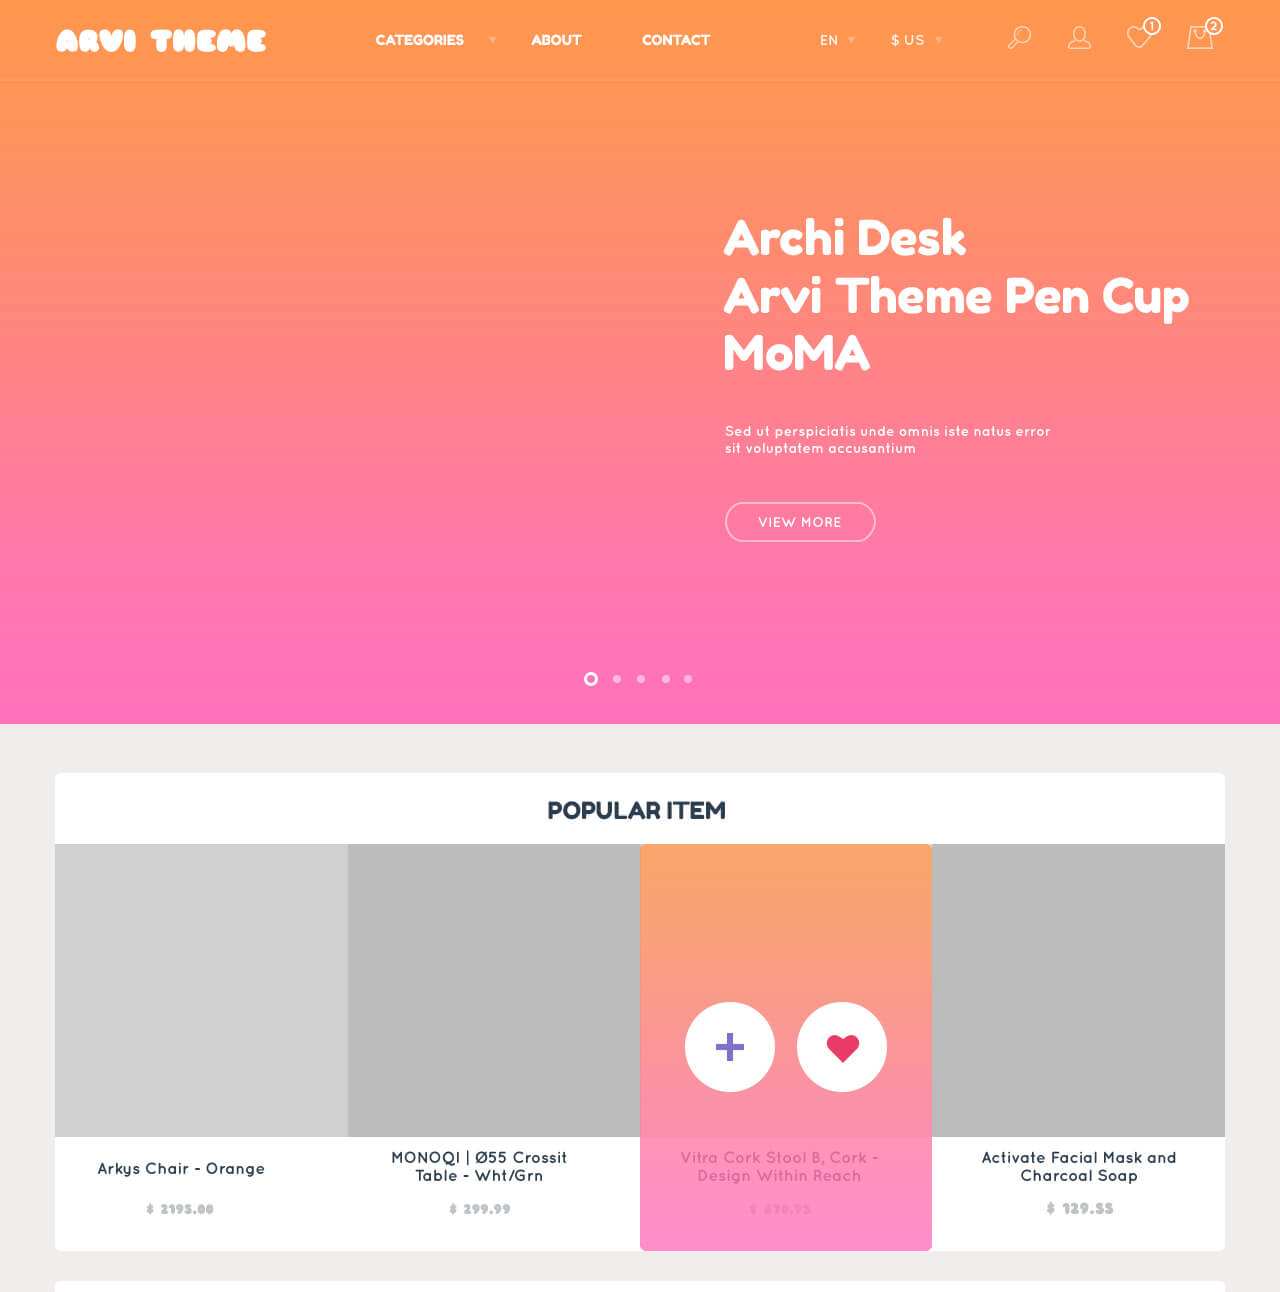 ARVI THEME
CATEGORIES
ABOUT
CONTACT
EN
$ US
1
2
Archi Desk
Arvi Theme Pen Cup
MoMA
Sed ut perspiciatis unde omnis iste natus error
sit voluptatem accusantium
VIEW MORE
POPULAR ITEM
Arkys Chair - Orange
$ 2195.00
MONOQI | Ø55 Crossit
Table - Wht/Grn
$ 299.99
Vitra Cork Stool B, Cork -
Design Within Reach
$
Activate Facial Mask and
Charcoal Soap
$ 129.55